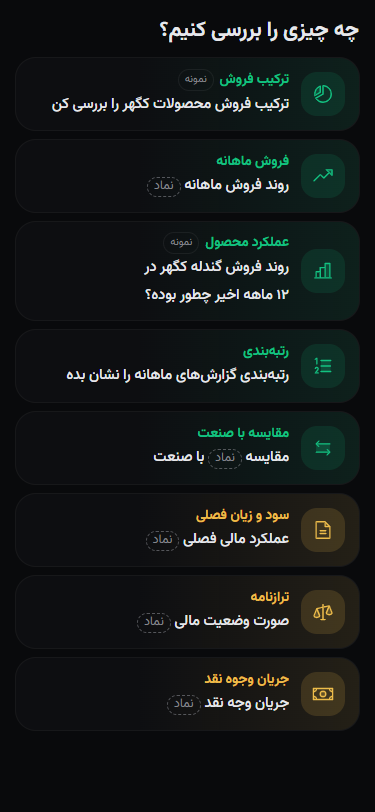 چه چیزی را بررسی کنیم؟
ترکیب فروش نمونه
ترکیب فروش محصولات کگهر را بررسی کن
فروش ماهانه
روند فروش ماهانه نماد
عملکرد محصول نمونه
روند فروش گندله کگهر در
۱۲ ماهه اخیر چطور بوده؟
1
2
رتبه‌بندی
رتبه‌بندی گزارش‌های ماهانه را نشان بده
مقایسه با صنعت
مقایسه نماد با صنعت
سود و زیان فصلی
عملکرد مالی فصلی نماد
ترازنامه
صورت وضعیت مالی نماد
جریان وجوه نقد
جریان وجه نقد نماد